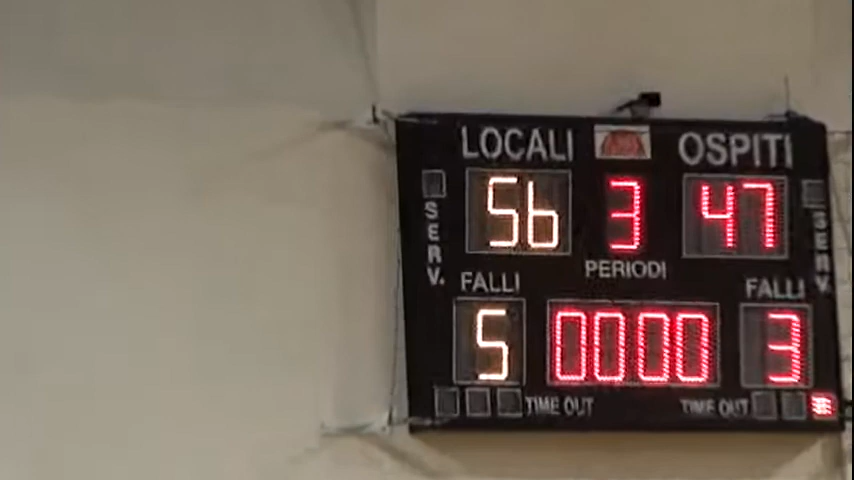 LOCALI OSPITI
56 3 47
SERV. SERV.
PERIODI
FALLI FALLI
5 0000 3
TIME OUT TIME OUT